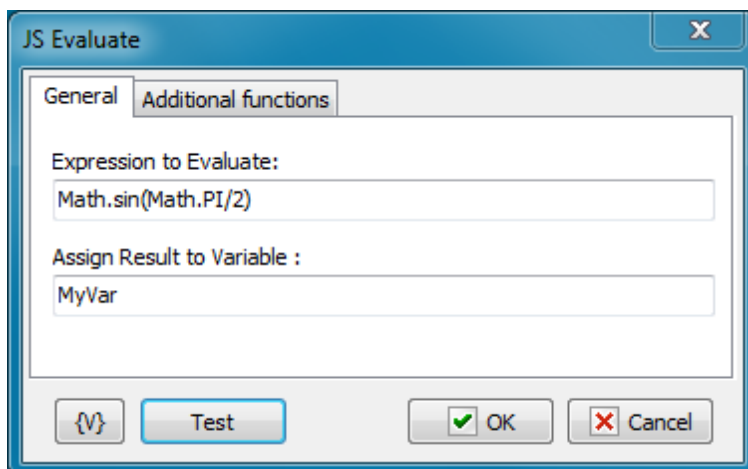 JS Evaluate
General Additional functions
Expression to Evaluate:
Math.sin(Math.PI/2)
Assign Result to Variable :
MyVar
{V} Test OK Cancel